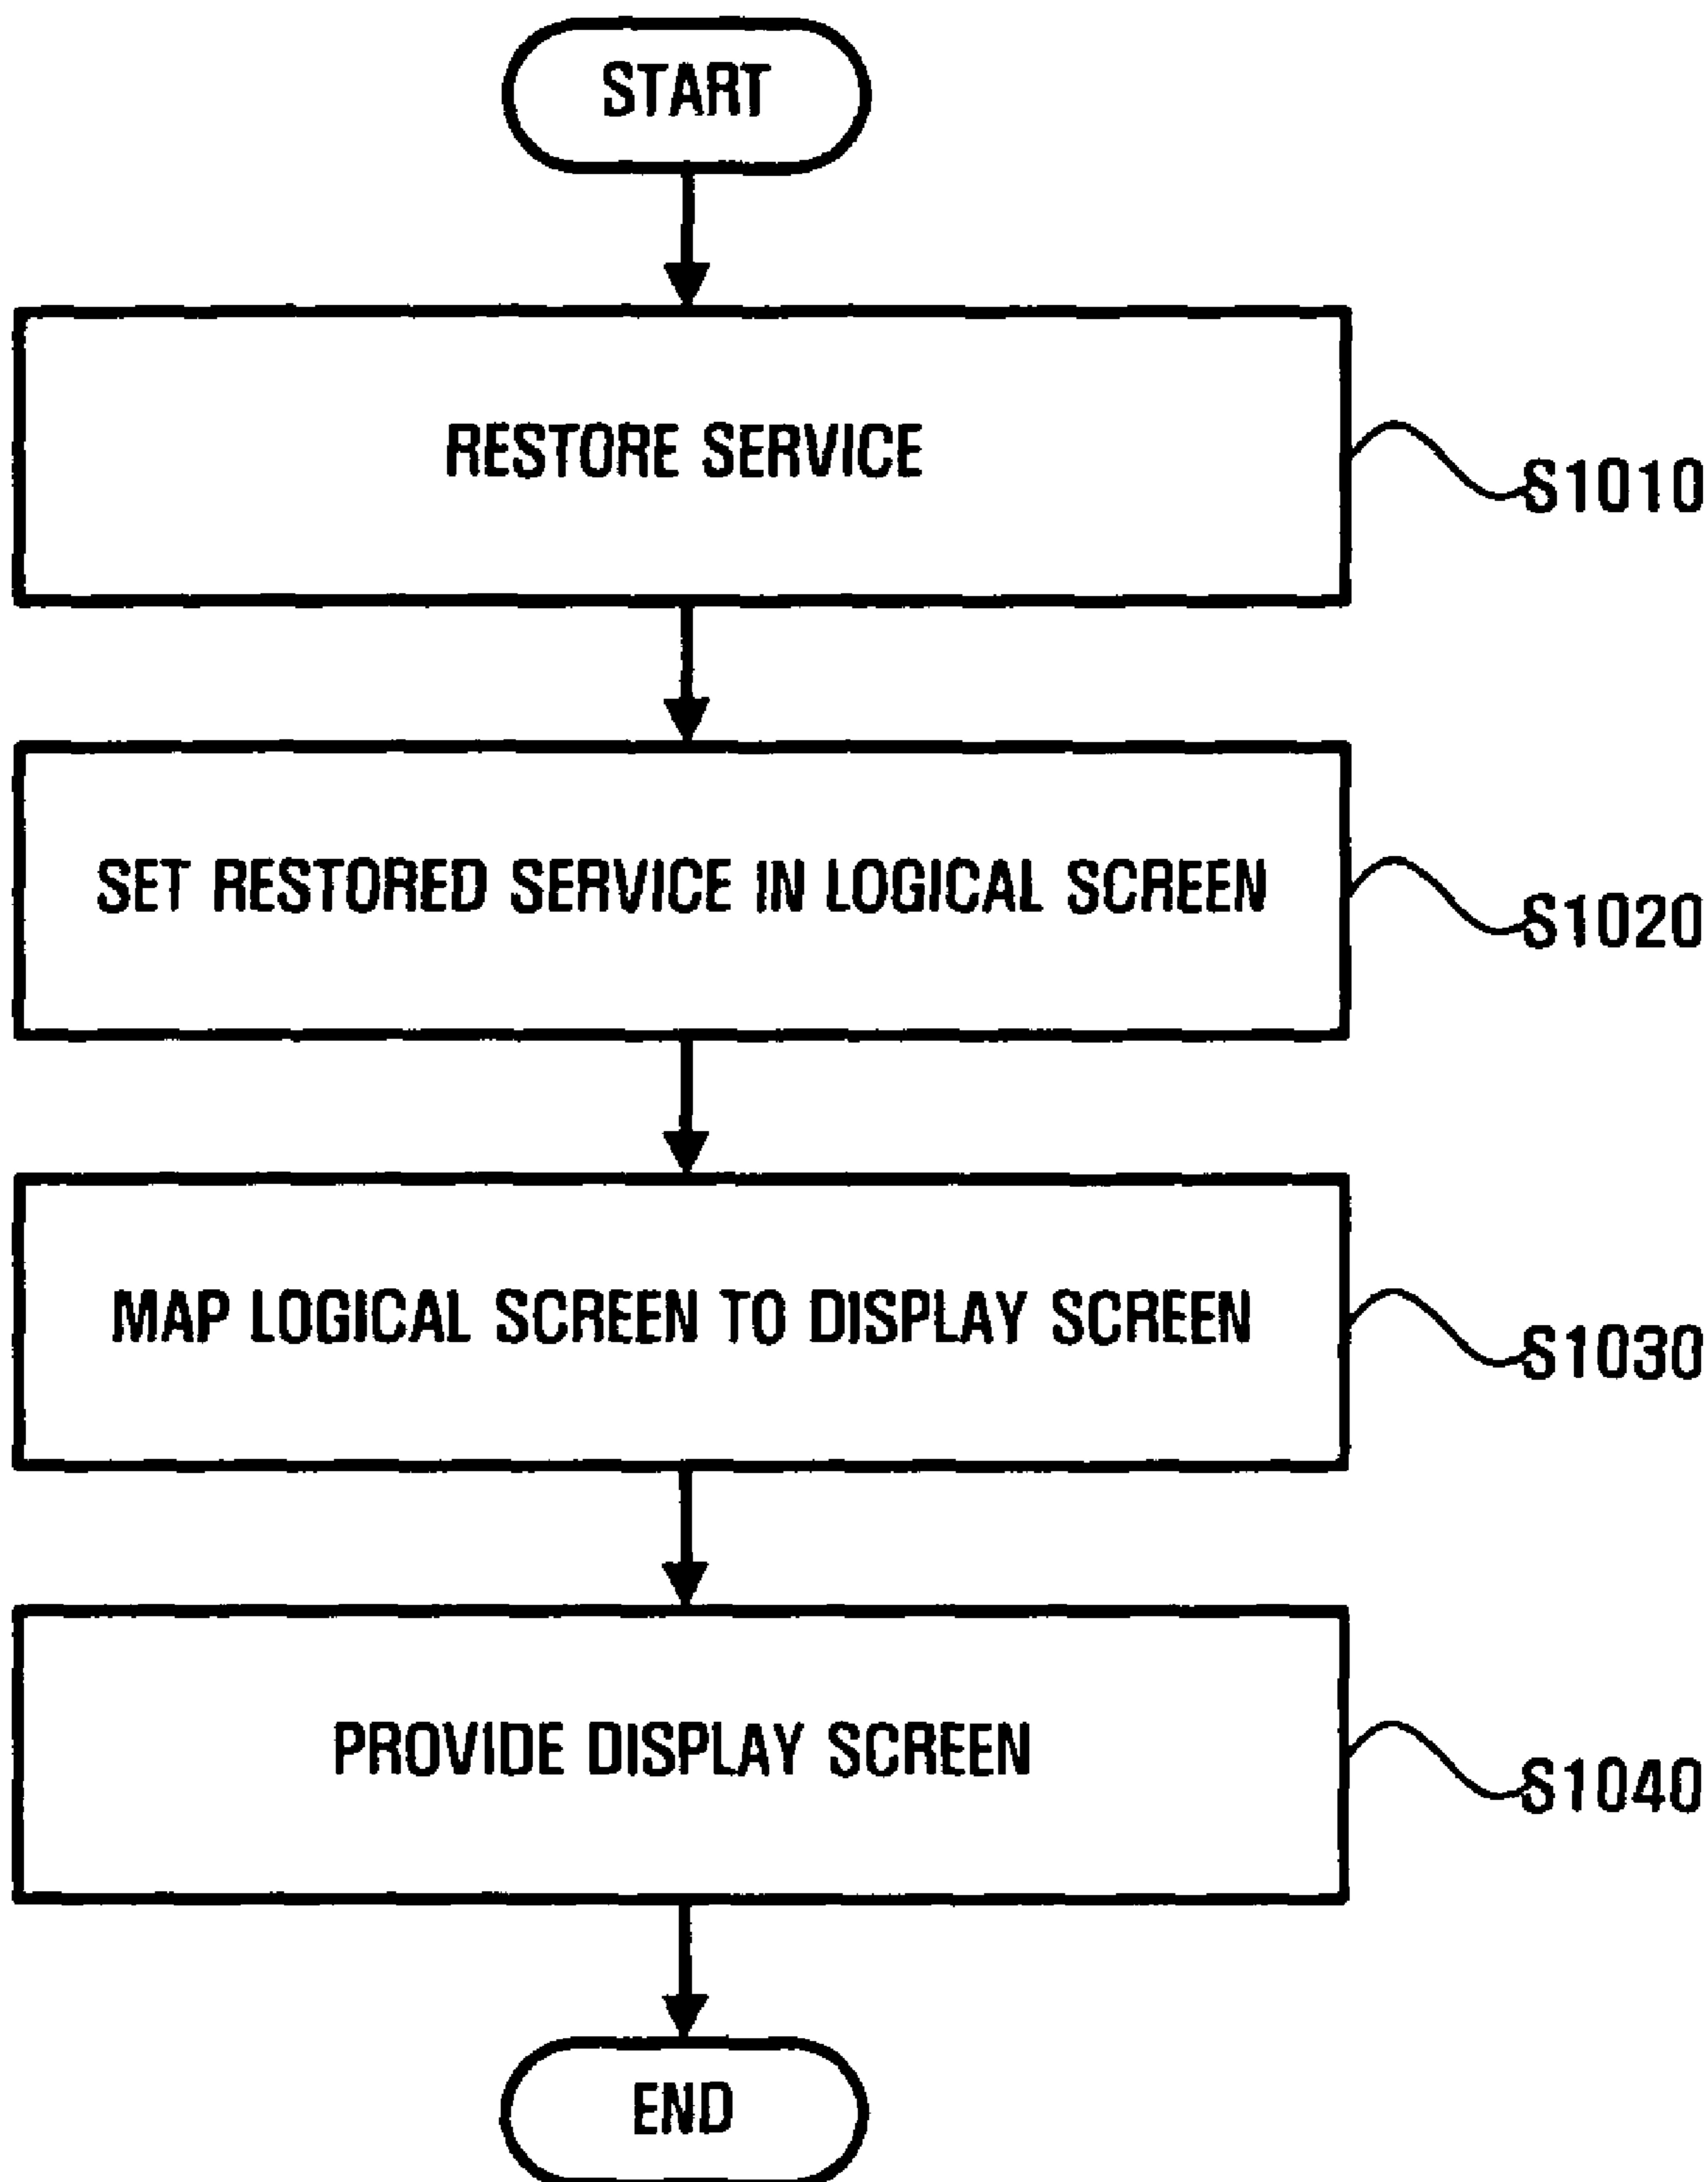 START
RESTORE SERVICE
S1010
SET RESTORED SERVICE IN LOGICAL SCREEN
S1020
MAP LOGICAL SCREEN TO DISPLAY SCREEN
S1030
PROVIDE DISPLAY SCREEN
S1040
END